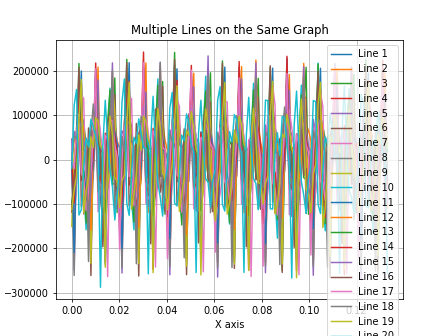 Multiple Lines on the Same Graph
200000
100000
0
−100000
−200000
−300000
0.00
0.02
0.04
0.06
0.08
0.10
X axis
Line 1
Line 2
Line 3
Line 4
Line 5
Line 6
Line 7
Line 8
Line 9
Line 10
Line 11
Line 12
Line 13
Line 14
Line 15
Line 16
Line 17
Line 18
Line 19
Line 20